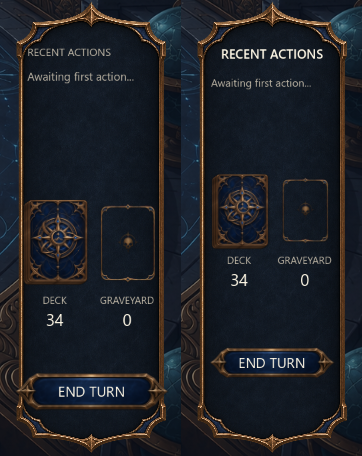 RECENT ACTIONS
Awaiting first action...
DECK
GRAVEYARD
34
0
END TURN
RECENT ACTIONS
Awaiting first action...
DECK
GRAVEYARD
34
0
END TURN